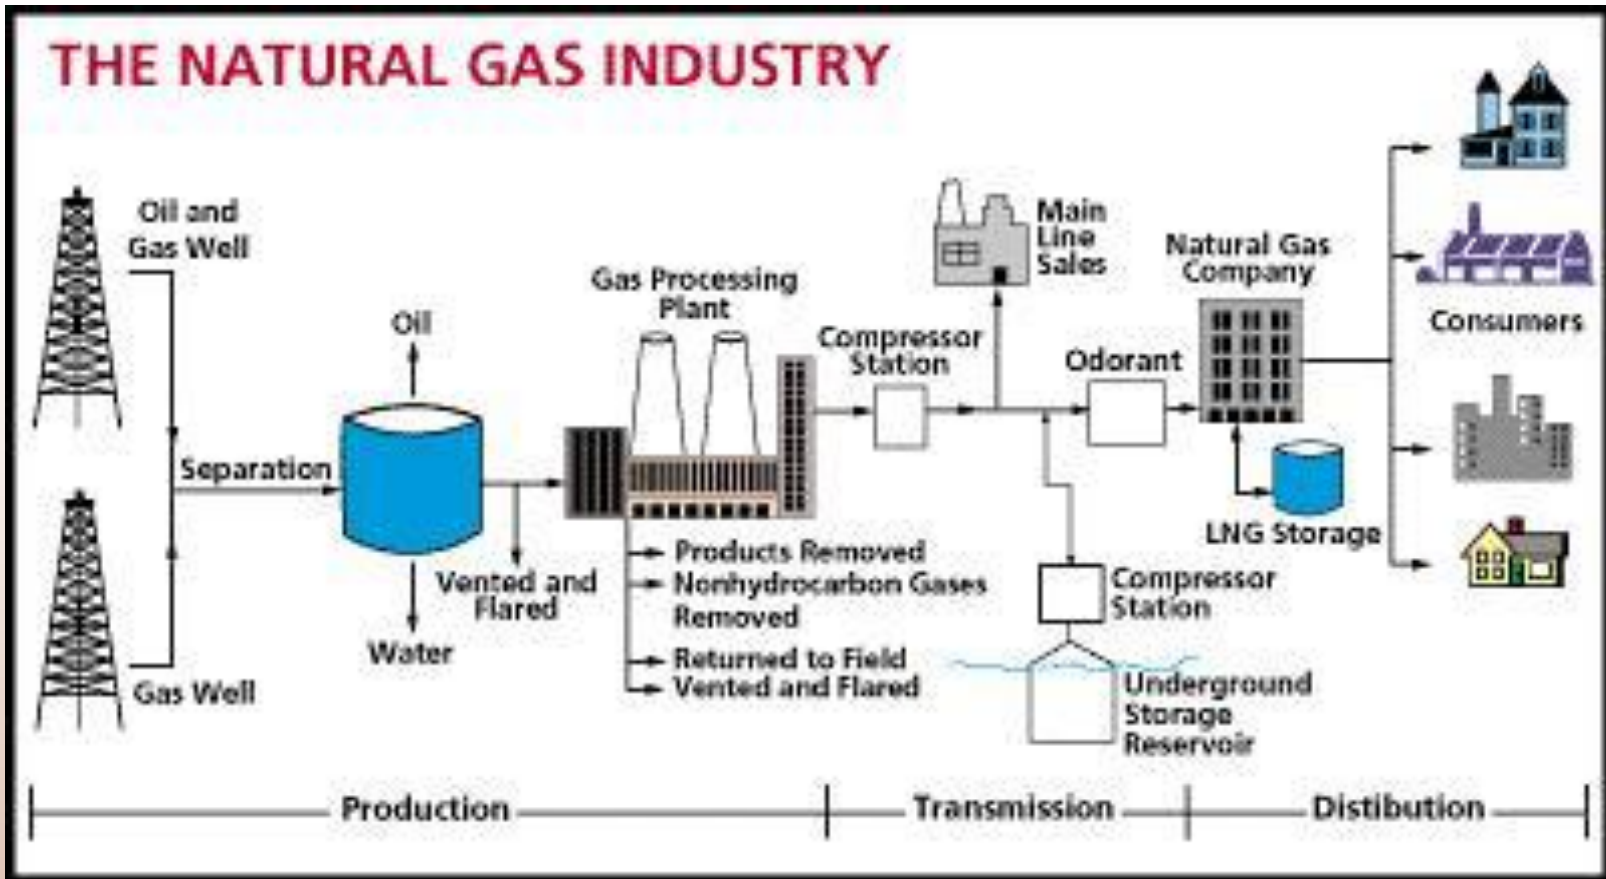 THE NATURAL GAS INDUSTRY
Oil and
Gas Well
Oil
Separation
Gas Well
Water
Vented and
Flared
Gas Processing
Plant
Products Removed
Nonhydrocarbon Gases
Removed
Returned to Field
Vented and Flared
Compressor
Station
Main
Line
Sales
Odorant
Compressor
Station
Underground
Storage
Reservoir
Natural Gas
Company
LNG Storage
Consumers
Production
Transmission
Distibution